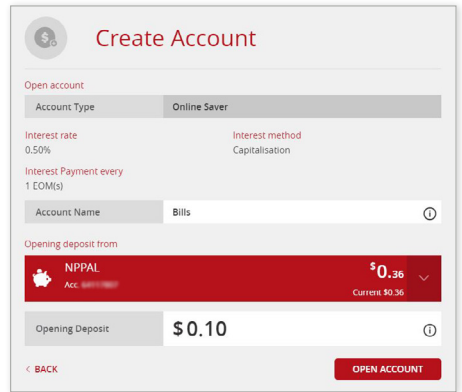 Create Account
Open account
Account Type Online Saver
Interest rate Interest method
0.50% Capitalisation
Interest Payment every
1 EOM(s)
Account Name Bills
Opening deposit from
NPPAL $0.36
Acc. Current $0.36
Opening Deposit $0.10
< BACK OPEN ACCOUNT